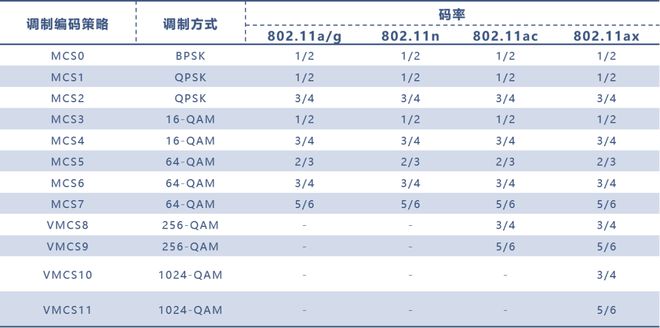 调制编码策略 调制方式 码率
802.11a/g 802.11n 802.11ac 802.11ax
MCS0 BPSK 1/2 1/2 1/2 1/2
MCS1 QPSK 1/2 1/2 1/2 1/2
MCS2 QPSK 3/4 3/4 3/4 3/4
MCS3 16-QAM 1/2 1/2 1/2 1/2
MCS4 16-QAM 3/4 3/4 3/4 3/4
MCS5 64-QAM 2/3 2/3 2/3 2/3
MCS6 64-QAM 3/4 3/4 3/4 3/4
MCS7 64-QAM 5/6 5/6 5/6 5/6
VMCS8 256-QAM - - 3/4 3/4
VMCS9 256-QAM - - 5/6 5/6
VMCS10 1024-QAM - - - 3/4
VMCS11 1024-QAM - - - 5/6